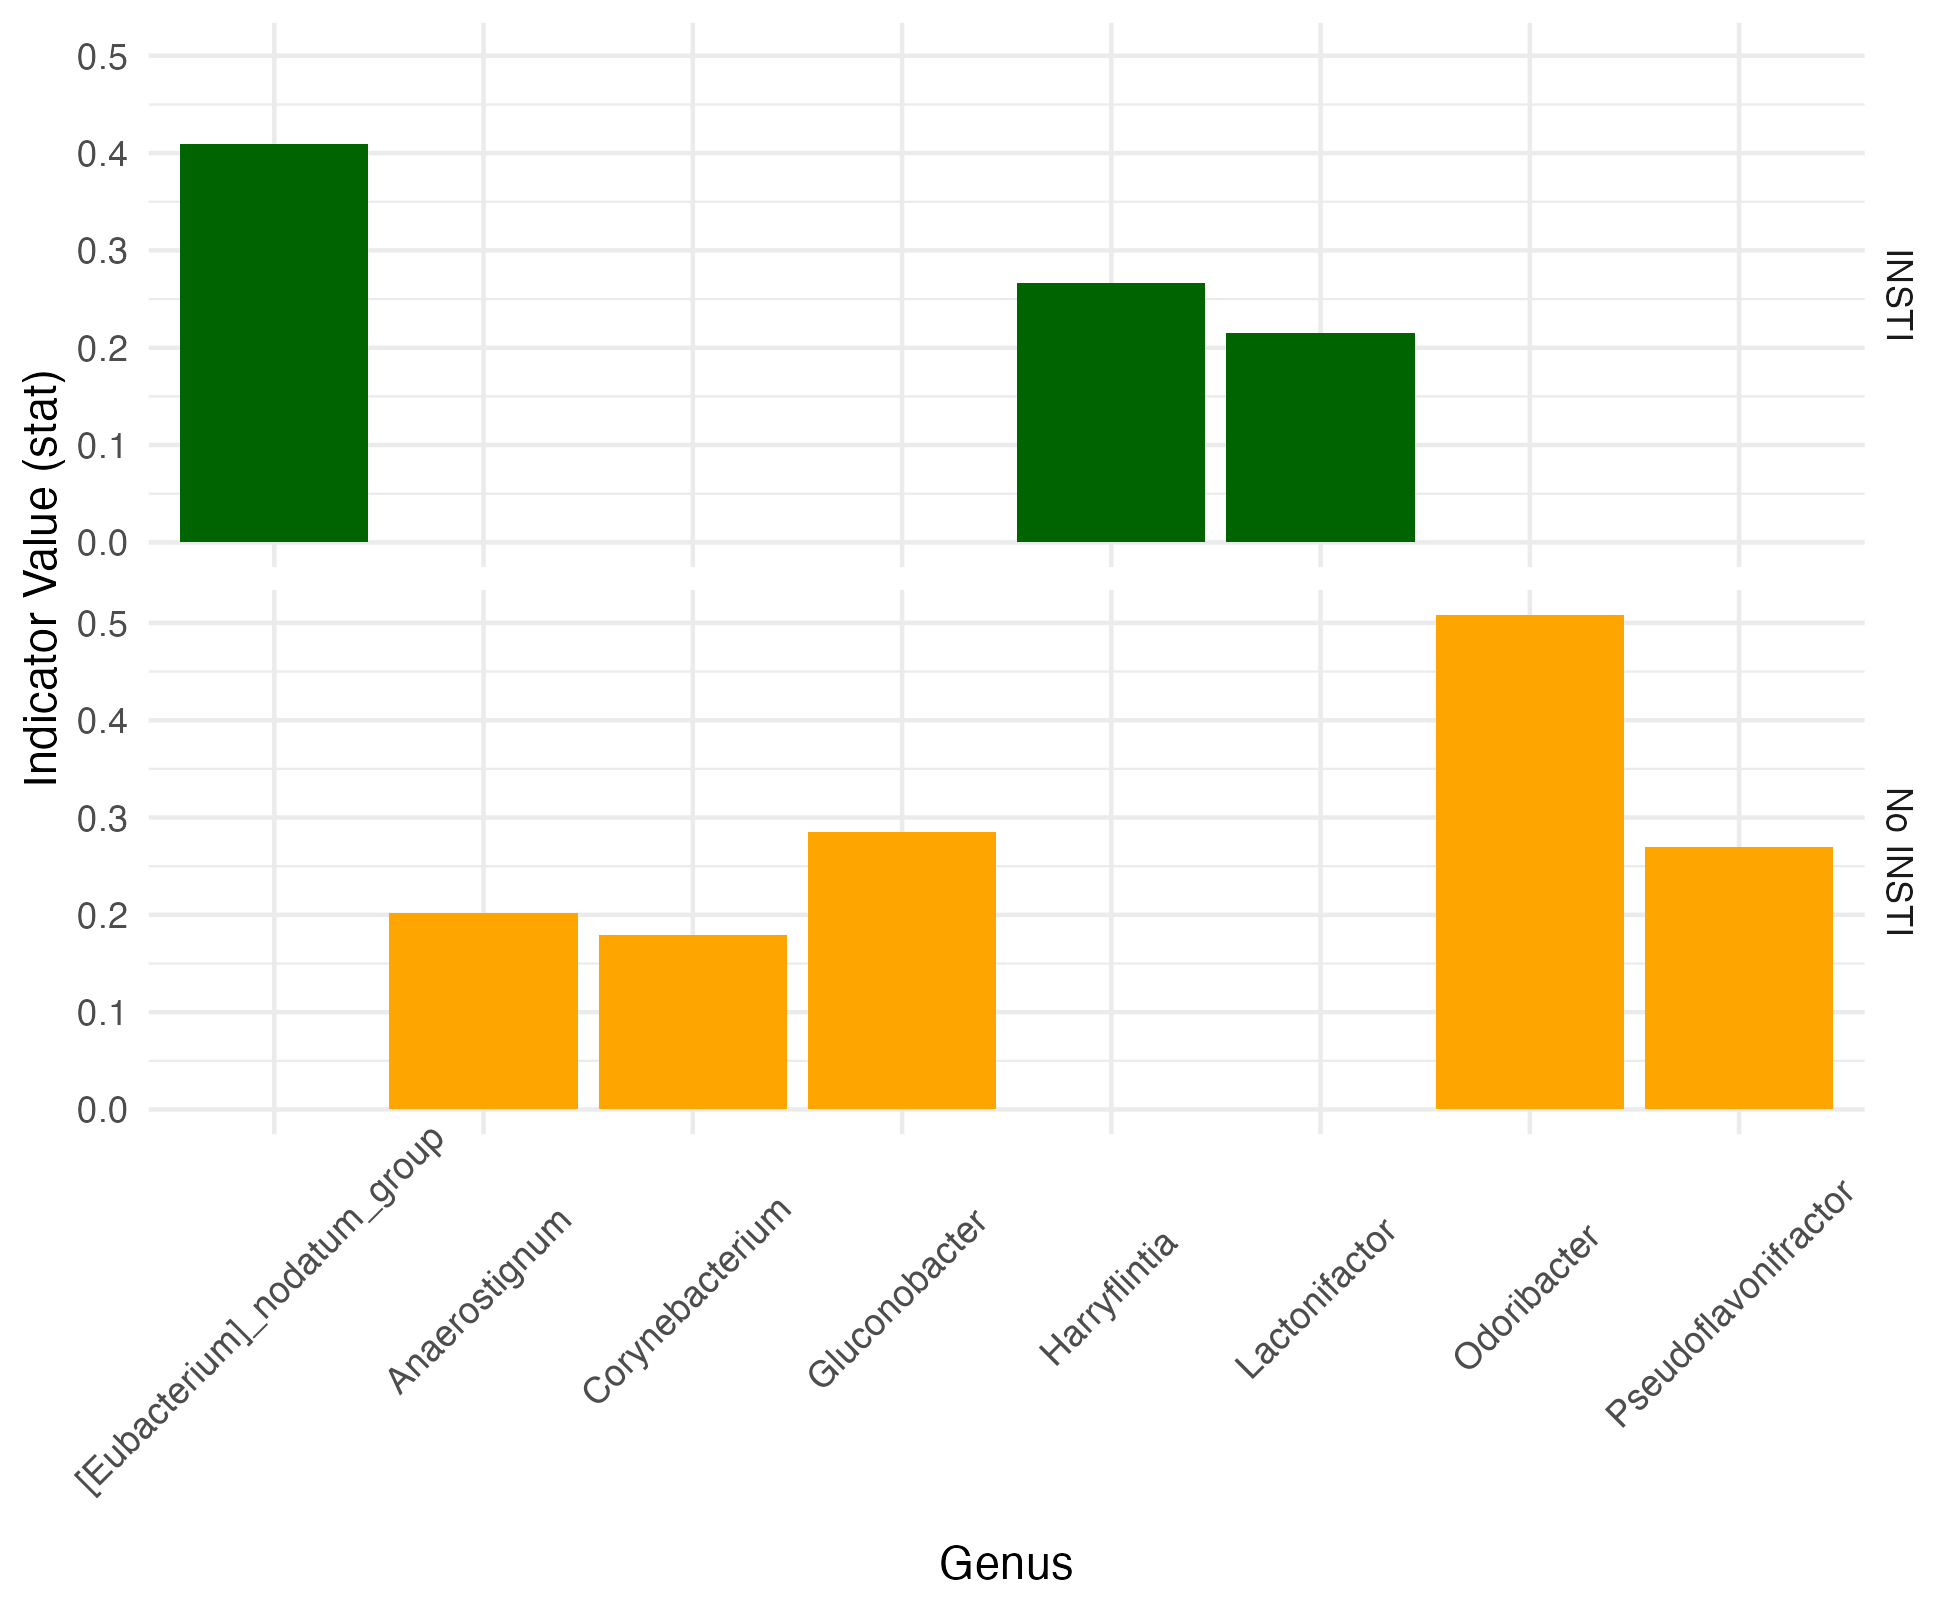 Indicator Value (stat)
0.5
0.4
0.3
0.2
0.1
0.0
INSTI
0.5
0.4
0.3
0.2
0.1
0.0
No INSTI
[Eubacterium]_nodatum_group
Anaerostignum
Corynebacterium
Gluconobacter
Harryflintia
Lactonifactor
Odoribacter
Pseudoflavonifractor
Genus